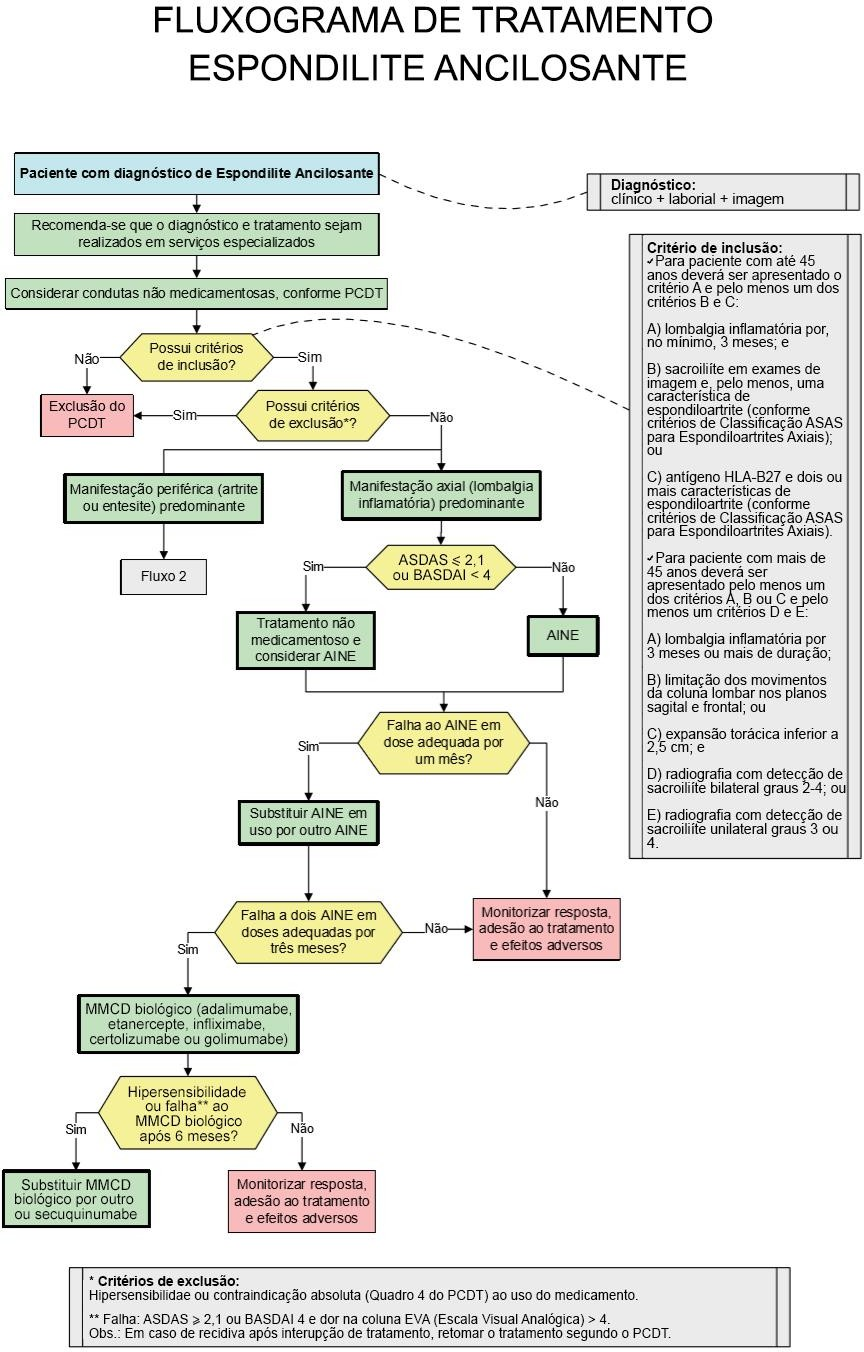 FLUXOGRAMA DE TRATAMENTO
ESPONDILITE ANCILOSANTE
Paciente com diagnóstico de Espondilite Ancilosante
Diagnóstico:
clínico + laborial + imagem
Recomenda-se que o diagnóstico e tratamento sejam
realizados em serviços especializados
Considerar condutas não medicamentosas, conforme PCDT
Possui critérios
de inclusão?
Não
Sim
Exclusão do
PCDT
Sim
Possui critérios
de exclusão*?
Não
Manifestação periférica (artrite
ou entesite) predominante
Manifestação axial (lombalgia
inflamatória) predominante
Fluxo 2
Sim
ASDAS ⩽ 2,1
ou BASDAI < 4
Não
Tratamento não
medicamentoso e
considerar AINE
AINE
Falha ao AINE em
dose adequada por
um mês?
Sim
Não
Substituir AINE em
uso por outro AINE
Falha a dois AINE em
doses adequadas por
três meses?
Sim
Não
Monitorizar resposta,
adesão ao tratamento
e efeitos adversos
MMCD biológico (adalimumabe,
etanercepte, infliximabe,
certolizumabe ou golimumabe)
Hipersensibilidade
ou falha** ao
MMCD biológico
após 6 meses?
Sim
Não
Substituir MMCD
biológico por outro
ou secuquinumabe
Monitorizar resposta,
adesão ao tratamento
e efeitos adversos
Critério de inclusão:
✓Para paciente com até 45
anos deverá ser apresentado o
critério A e pelo menos um dos
critérios B e C:
A) lombalgia inflamatória por,
no mínimo, 3 meses; e
B) sacroiliíte em exames de
imagem e, pelo menos, uma
característica de
espondiloartrite (conforme
critérios de Classificação ASAS
para Espondiloartrites Axiais);
ou
C) antígeno HLA-B27 e dois ou
mais características de
espondiloartrite (conforme
critérios de Classificação ASAS
para Espondiloartrites Axiais).
✓Para paciente com mais de
45 anos deverá ser
apresentado pelo menos um
dos critérios A, B ou C e pelo
menos um critérios D e E:
A) lombalgia inflamatória por
3 meses ou mais de duração;
B) limitação dos movimentos
da coluna lombar nos planos
sagital e frontal; ou
C) expansão torácica inferior a
2,5 cm; e
D) radiografia com detecção de
sacroiliíte bilateral graus 2-4; ou
E) radiografia com detecção de
sacroiliíte unilateral graus 3 ou
4.
* Critérios de exclusão:
Hipersensibilidae ou contraindicação absoluta (Quadro 4 do PCDT) ao uso do medicamento.
** Falha: ASDAS ⩾ 2,1 ou BASDAI 4 e dor na coluna EVA (Escala Visual Analógica) > 4.
Obs.: Em caso de recidiva após interupção de tratamento, retomar o tratamento segundo o PCDT.